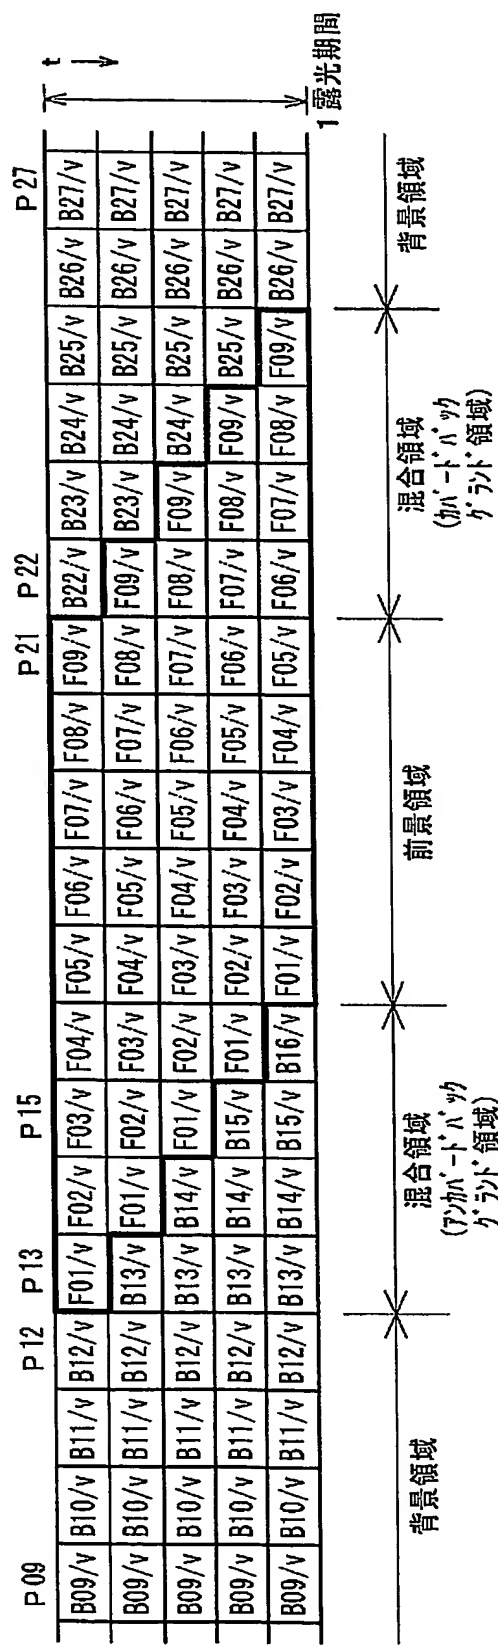 P09 P12 P13 P15 P21 P22 P27
B09/v B10/v B11/v B12/v F01/v F02/v F03/v F04/v F05/v F06/v F07/v F08/v F09/v B22/v B23/v B24/v B25/v B26/v B27/v
B09/v B10/v B11/v B12/v B13/v F01/v F02/v F03/v F04/v F05/v F06/v F07/v F08/v F09/v B23/v B24/v B25/v B26/v B27/v
B09/v B10/v B11/v B12/v B13/v B14/v F01/v F02/v F03/v F04/v F05/v F06/v F07/v F08/v F09/v B24/v B25/v B26/v B27/v
B09/v B10/v B11/v B12/v B13/v B14/v B15/v F01/v F02/v F03/v F04/v F05/v F06/v F07/v F08/v F09/v B25/v B26/v B27/v
B09/v B10/v B11/v B12/v B13/v B14/v B15/v B16/v F01/v F02/v F03/v F04/v F05/v F06/v F07/v F08/v F09/v B26/v B27/v
t
1露光期間
背景領域
混合領域
(アンカバードバック
グランド領域)
前景領域
混合領域
(カバードバック
グランド領域)
背景領域